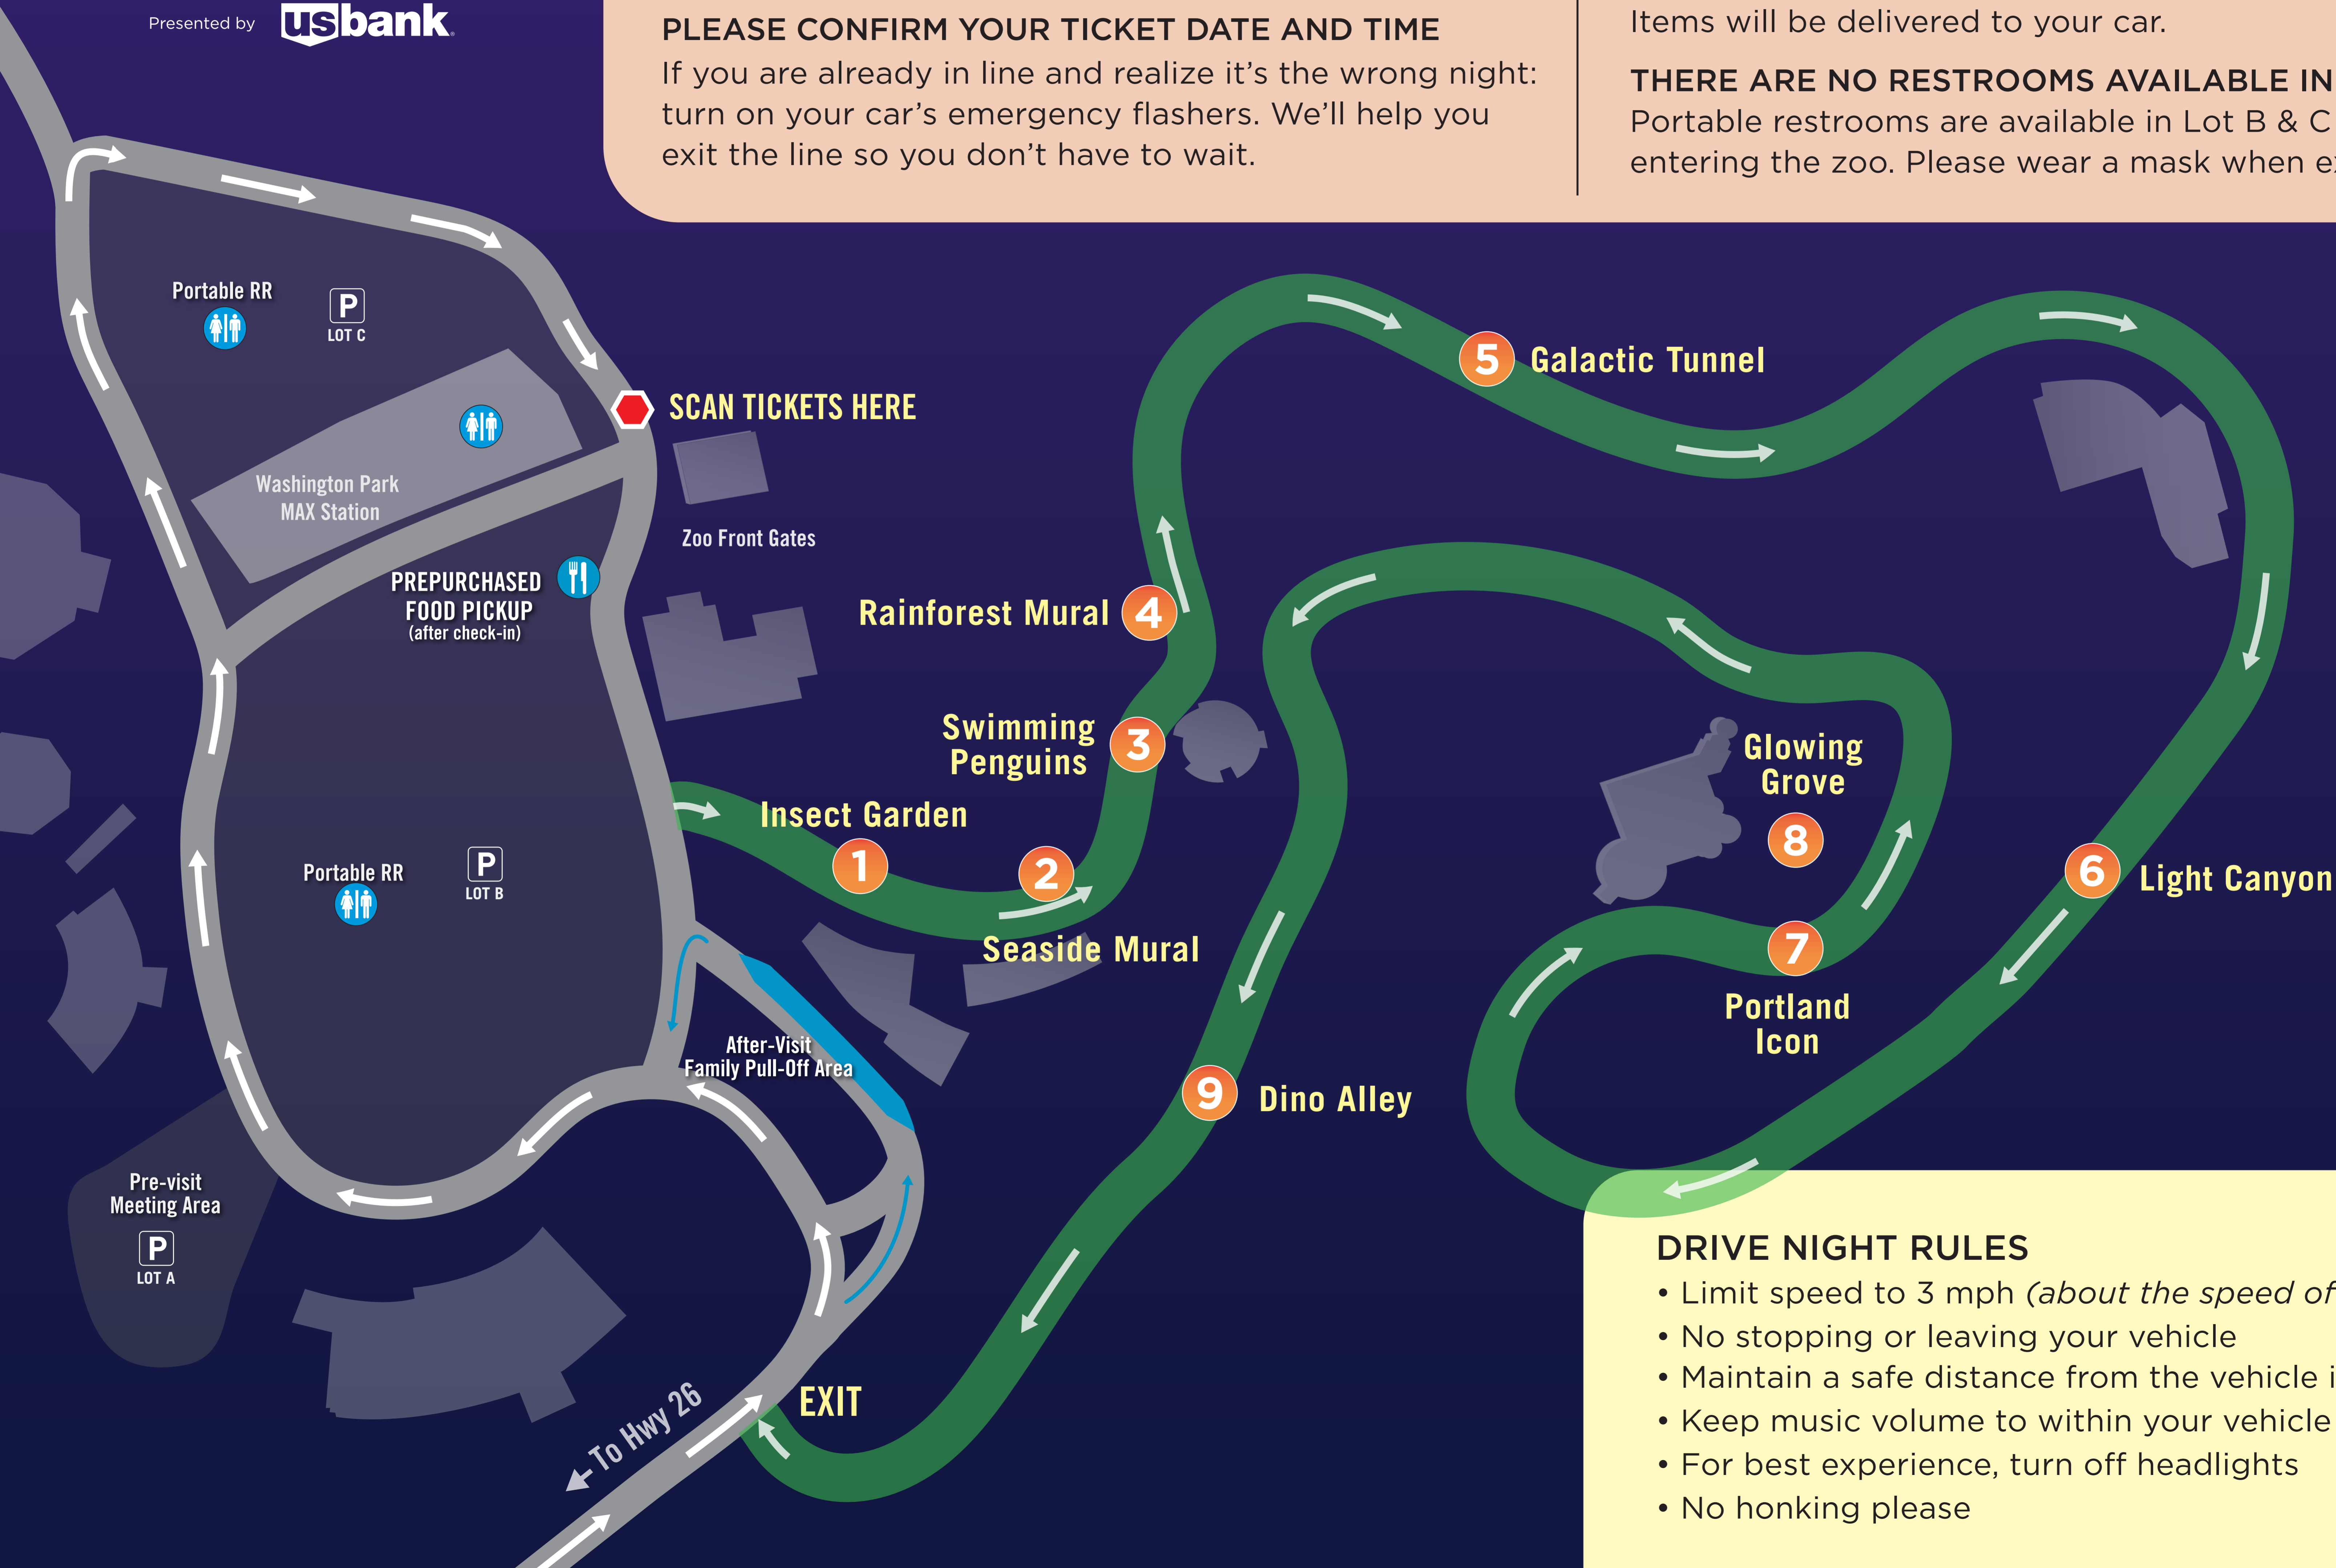 Presented by
usbank
PLEASE CONFIRM YOUR TICKET DATE AND TIME
If you are already in line and realize it’s the wrong night:
turn on your car’s emergency flashers. We’ll help you
exit the line so you don’t have to wait.
Items will be delivered to your car.
THERE ARE NO RESTROOMS AVAILABLE IN
Portable restrooms are available in Lot B & C
entering the zoo. Please wear a mask when
Portable RR
P
LOT C
SCAN TICKETS HERE
Washington Park
MAX Station
Zoo Front Gates
PREPURCHASED
FOOD PICKUP
(after check-in)
5
Galactic Tunnel
Rainforest Mural
4
Swimming
Penguins
3
Insect Garden
1
2
Seaside Mural
Glowing
Grove
8
6
Light Canyon
7
Portland
Icon
Portable RR
P
LOT B
After-Visit
Family Pull-Off Area
9
Dino Alley
Pre-visit
Meeting Area
P
LOT A
EXIT
To Hwy 26
DRIVE NIGHT RULES
• Limit speed to 3 mph (about the speed of
• No stopping or leaving your vehicle
• Maintain a safe distance from the vehicle
• Keep music volume to within your vehicle
• For best experience, turn off headlights
• No honking please